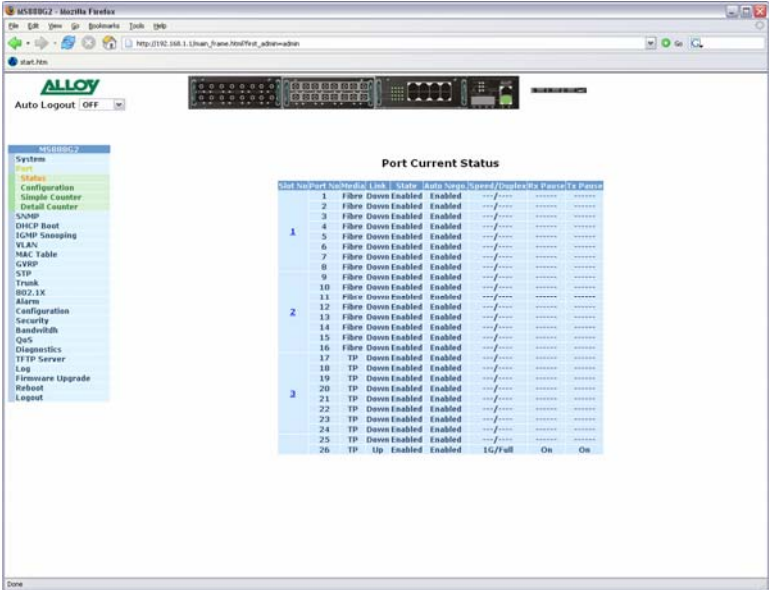 MS888G2 - Mozilla Firefox
File Edit View Go Bookmarks Tools Help
http://192.168.1.1/main_frame.html?first_admin=admin Go
start.htm
ALLOY
Auto Logout OFF
MS888G2
System
Port
Status
Configuration
Simple Counter
Detail Counter
SNMP
DHCP Boot
IGMP Snooping
VLAN
MAC Table
GVRP
STP
Trunk
802.1X
Alarm
Configuration
Security
Bandwitdh
QoS
Diagnostics
TFTP Server
Log
Firmware Upgrade
Reboot
Logout
Port Current Status
Slot No Port No Media Link State Auto Nego. Speed/Duplex Rx Pause Tx Pause
1 Fibre Down Enabled Enabled ---/---- ------ ------
2 Fibre Down Enabled Enabled ---/---- ------ ------
3 Fibre Down Enabled Enabled ---/---- ------ ------
4 Fibre Down Enabled Enabled ---/---- ------ ------
1 5 Fibre Down Enabled Enabled ---/---- ------ ------
6 Fibre Down Enabled Enabled ---/---- ------ ------
7 Fibre Down Enabled Enabled ---/---- ------ ------
8 Fibre Down Enabled Enabled ---/---- ------ ------
9 Fibre Down Enabled Enabled ---/---- ------ ------
10 Fibre Down Enabled Enabled ---/---- ------ ------
11 Fibre Down Enabled Enabled ---/---- ------ ------
2 12 Fibre Down Enabled Enabled ---/---- ------ ------
13 Fibre Down Enabled Enabled ---/---- ------ ------
14 Fibre Down Enabled Enabled ---/---- ------ ------
15 Fibre Down Enabled Enabled ---/---- ------ ------
16 Fibre Down Enabled Enabled ---/---- ------ ------
17 TP Down Enabled Enabled ---/---- ------ ------
18 TP Down Enabled Enabled ---/---- ------ ------
19 TP Down Enabled Enabled ---/---- ------ ------
20 TP Down Enabled Enabled ---/---- ------ ------
3 21 TP Down Enabled Enabled ---/---- ------ ------
22 TP Down Enabled Enabled ---/---- ------ ------
23 TP Down Enabled Enabled ---/---- ------ ------
24 TP Down Enabled Enabled ---/---- ------ ------
25 TP Down Enabled Enabled ---/---- ------ ------
26 TP Up Enabled Enabled 1G/Full On On
Done